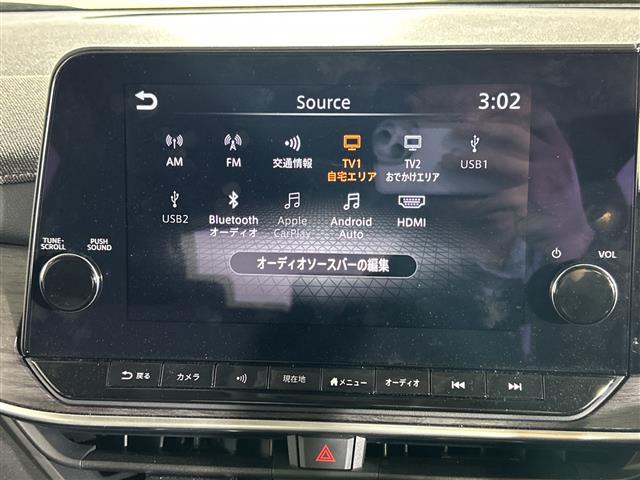 Source
3:02
AM
FM
交通情報
TV1
自宅エリア
TV2
おでかけエリア
USB1
USB2
Bluetooth
オーディオ
Apple
CarPlay
Android
Auto
HDMI
オーディオソースバーの編集
TUNE・
SCROLL
PUSH
SOUND
VOL
戻る
カメラ
現在地
メニュー
オーディオ